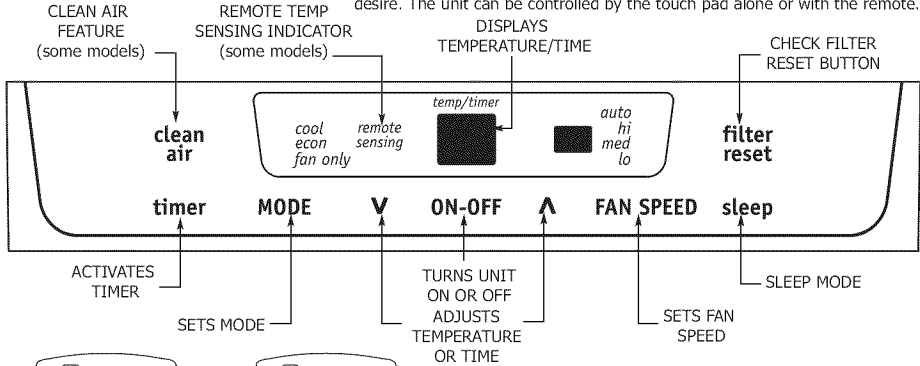 desire. The unit can be controlled by the touch pad alone or with the remote.
CLEAN AIR
FEATURE
(some models)
REMOTE TEMP
SENSING INDICATOR
(some models)
DISPLAYS
TEMPERATURE/TIME
CHECK FILTER
RESET BUTTON
clean
air
cool
econ
fan only
remote
sensing
temp/timer
auto
hi
med
lo
filter
reset
timer MODE V ON-OFF Λ FAN SPEED sleep
ACTIVATES
TIMER
SETS MODE
TURNS UNIT
ON OR OFF
ADJUSTS
TEMPERATURE
OR TIME
SETS FAN
SPEED
SLEEP MODE